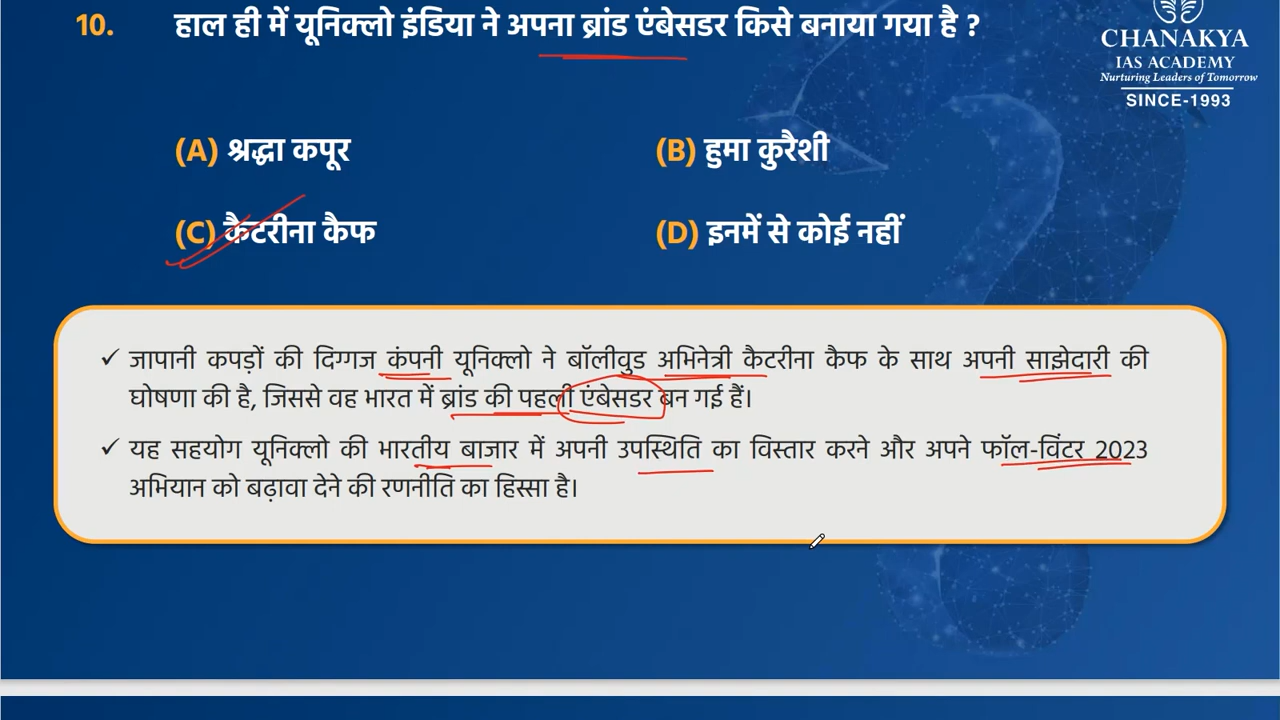 10. हाल ही में यूनिक्लो इंडिया ने अपना ब्रांड एंबेसडर किसे बनाया गया है ?
CHANAKYA
IAS ACADEMY
Nurturing Leaders of Tomorrow
SINCE-1993
(A) श्रद्धा कपूर (B) हुमा कुरैशी
(C) कैटरीना कैफ (D) इनमें से कोई नहीं
✓ जापानी कपड़ों की दिग्गज कंपनी यूनिक्लो ने बॉलीवुड अभिनेत्री कैटरीना कैफ के साथ अपनी साझेदारी की
घोषणा की है, जिससे वह भारत में ब्रांड की पहली एंबेसडर बन गई हैं।
✓ यह सहयोग यूनिक्लो की भारतीय बाजार में अपनी उपस्थिति का विस्तार करने और अपने फॉल-विंटर 2023
अभियान को बढ़ावा देने की रणनीति का हिस्सा है।